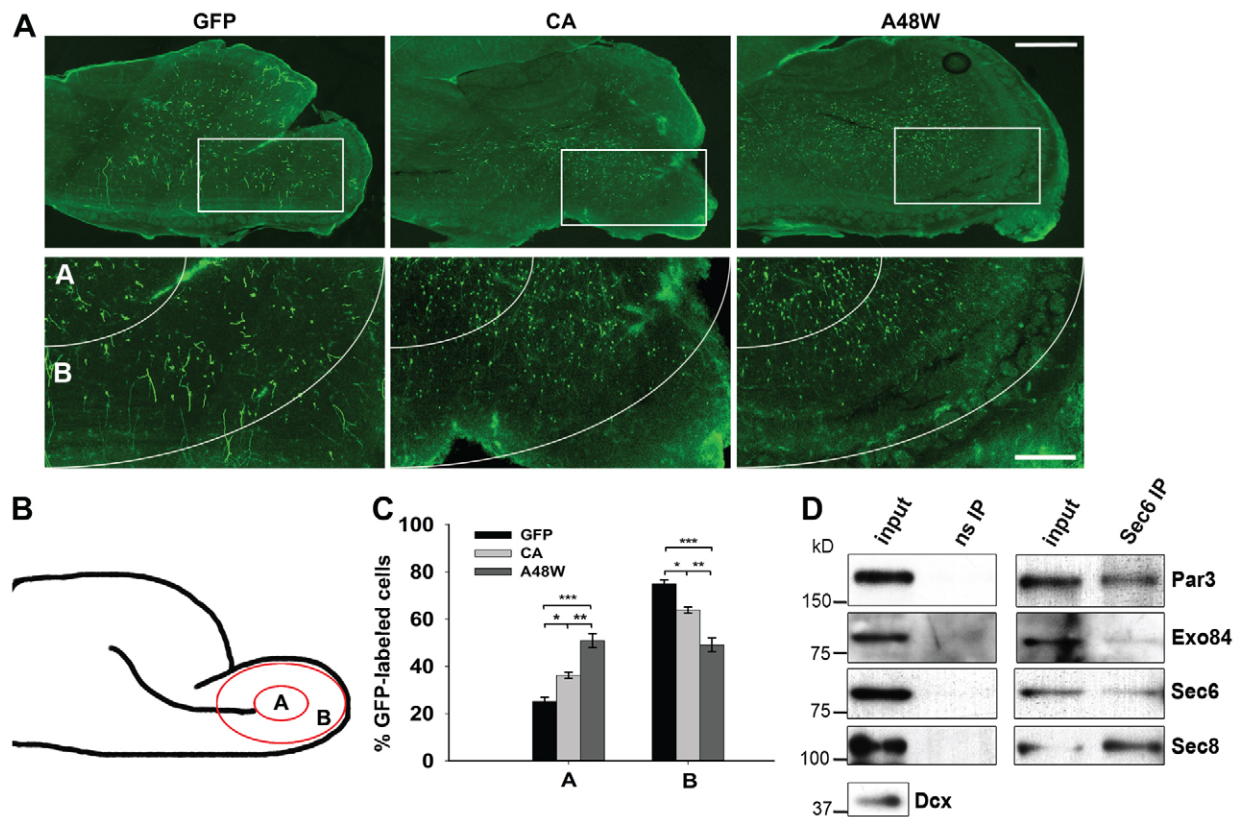 GFP CA A48W
A
A
B
B
A
B
C
% GFP-labeled cells
100
80
60
40
20
0
GFP
CA
A48W
***
* **
***
* **
A B
D
kD
input ns IP input Sec6 IP
150 Par3
75 Exo84
75 Sec6
100 Sec8
37 Dcx